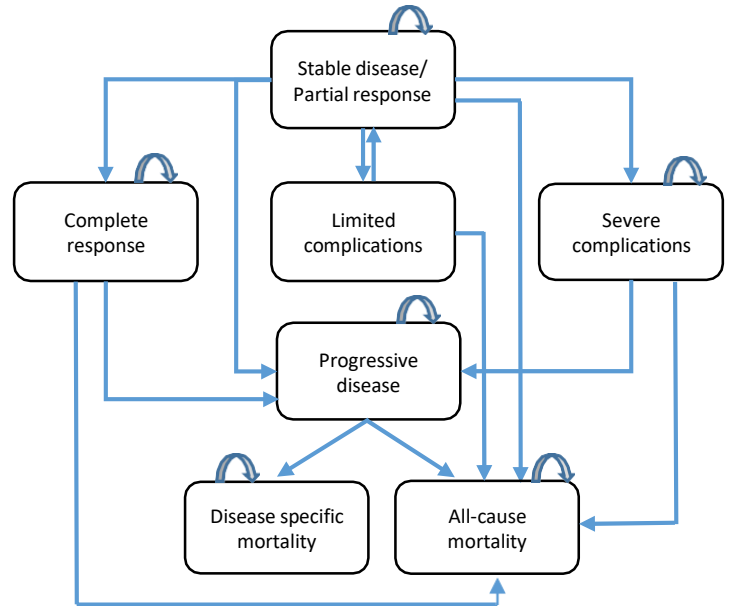 Stable disease/
Partial response
Complete
response
Limited
complications
Severe
complications
Progressive
disease
Disease specific
mortality
All-cause
mortality